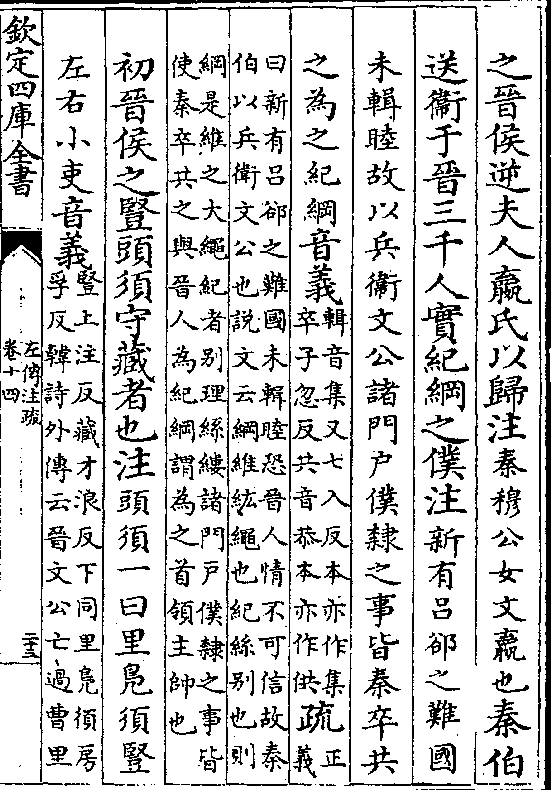 之晉侯逆夫人嬴氏以歸注秦穆公女文嬴也秦伯
送衞于晉三千人實紀綱之僕注新有吕郤之難國
未輯睦故以兵衞文公諸門户僕隷之事皆秦卒共
之為之紀綱音義輯音集又七入反本亦作集
卒子忽反共音恭本亦作供疏正
義
曰新有吕郤之難國未輯睦恐晉人情不可信故秦
伯以兵衛文公也説文云綱維紘繩也紀絲别也則
綱是維之大繩紀者别理絲縷諸門戸僕隷之事皆
使秦卒共之與晉人為紀綱謂為之首領主帥也
初晉侯之豎頭須守藏者也注頭須一曰里鳬須豎
左右小吏音義豎上注反藏才浪反下同里鳬須房
孚反韓詩外傳云晉文公亡過曹里
欽定四庫全書
左傳注疏
卷十四
二十三